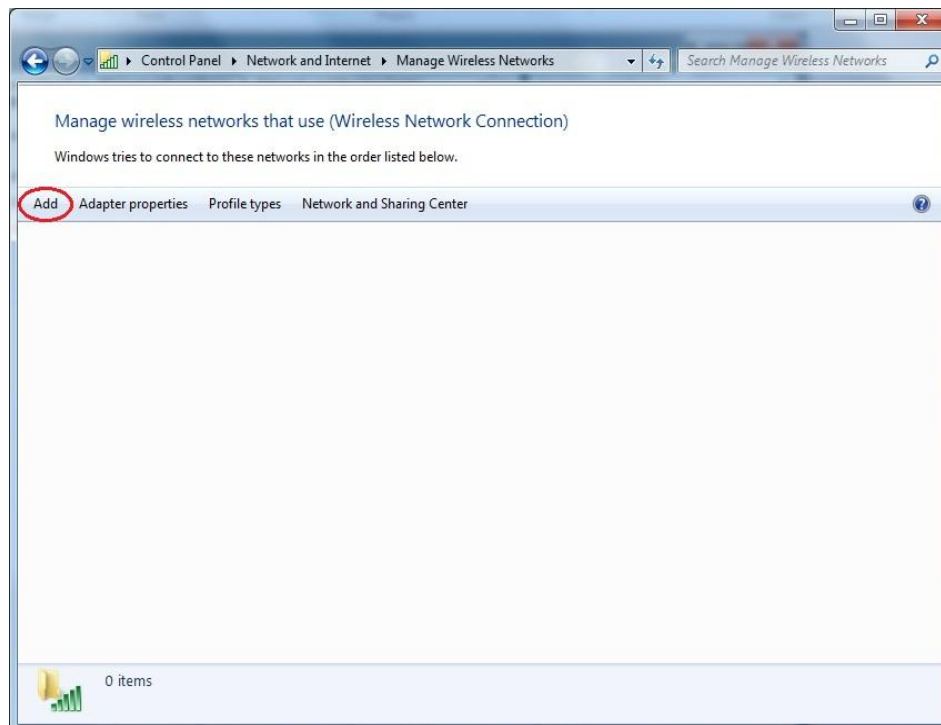 Control Panel Network and Internet Manage Wireless Networks Search Manage Wireless Networks
Manage wireless networks that use (Wireless Network Connection)
Windows tries to connect to these networks in the order listed below.
Add Adapter properties Profile types Network and Sharing Center
0 items